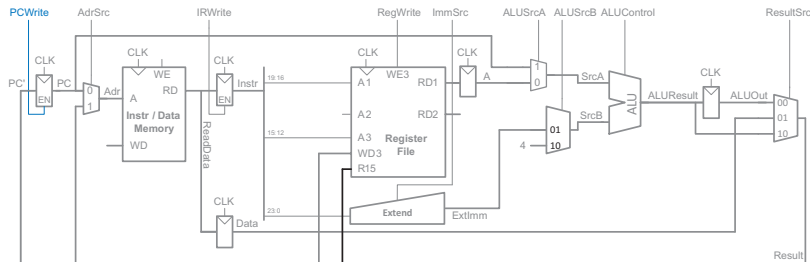 PCWrite AdrSrc IRWrite RegWrite ImmSrc ALUSrcA ALUSrcB ALUControl ResultSrc
CLK CLK CLK CLK CLK CLK
PC' PC EN
0
1
Adr
WE
A RD
Instr / Data
Memory
WD
EN
Instr
ReadData
19:16
15:12
23:0
WE3
A1 RD1
A2 RD2
A3
WD3
R15
Register
File
A
1
0
SrcA
01
10
4
SrcB
ALU
ALUResult
ALUOut
00
01
10
Extend
ExtImm
CLK
Data
Result